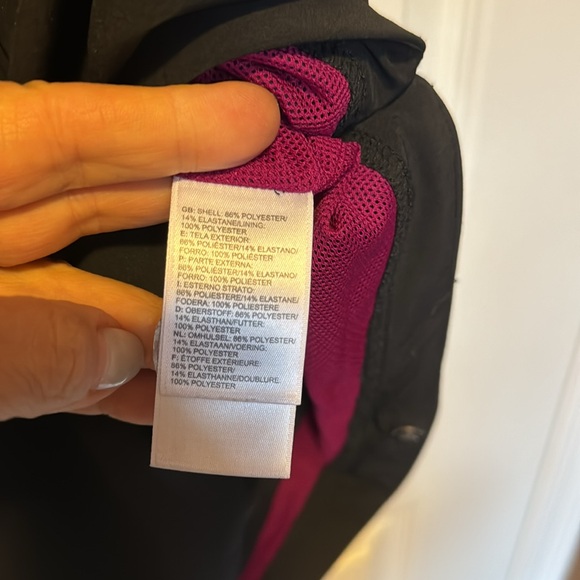 GB: SHELL: 86% POLYESTER/
14% ELASTANE/LINING:
100% POLYESTER
E: TELA EXTERIOR:
86% POLIÉSTER/14% ELASTANO/
FORRO: 100% POLIÉSTER
P: PARTE EXTERNA:
86% POLIÉSTER/14% ELASTANO/
FORRO: 100% POLIÉSTER
I: ESTERNO STRATO:
86% POLIESTERE/14% ELASTANE/
FODERA: 100% POLIESTERE
D: OBERSTOFF: 86% POLYESTER/
14% ELASTHAN/FUTTER:
100% POLYESTER
NL: OMHULSEL: 86% POLYESTER/
14% ELASTAAN/VOERING:
100% POLYESTER
F: ÉTOFFE EXTÉRIEURE:
86% POLYESTER/
14% ELASTHANNE/DOUBLURE:
100% POLYESTER